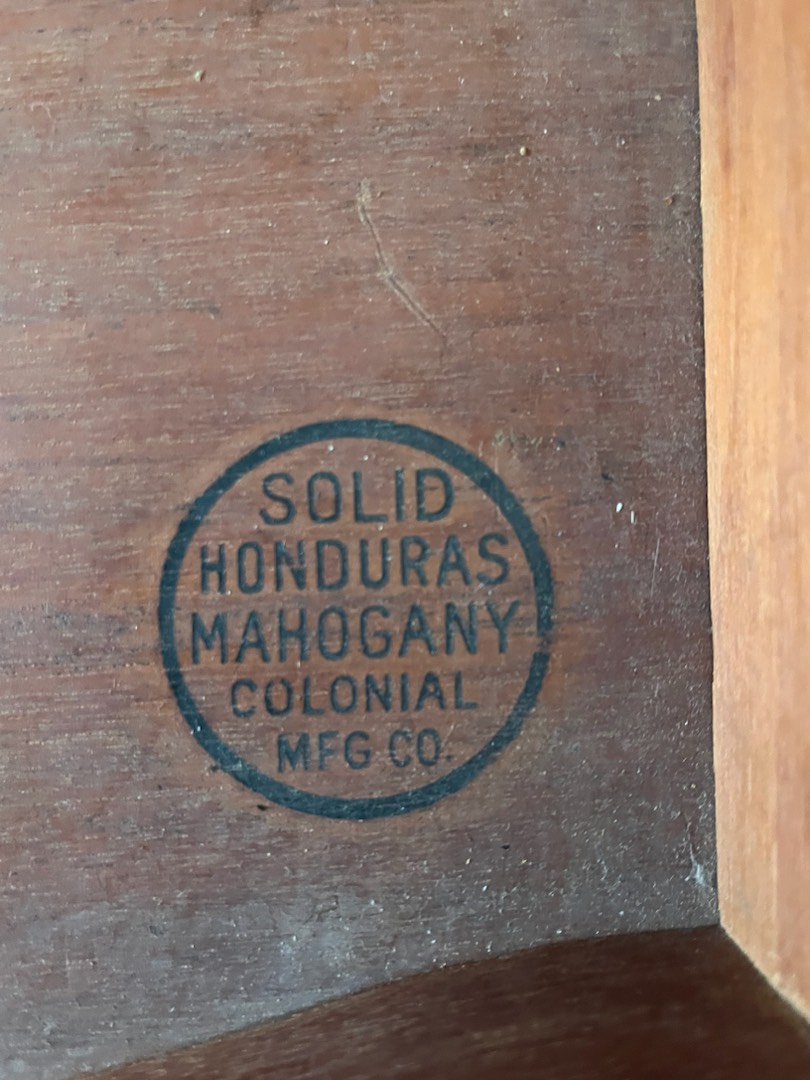 SOLID
HONDURAS
MAHOGANY
COLONIAL
MFG CO.